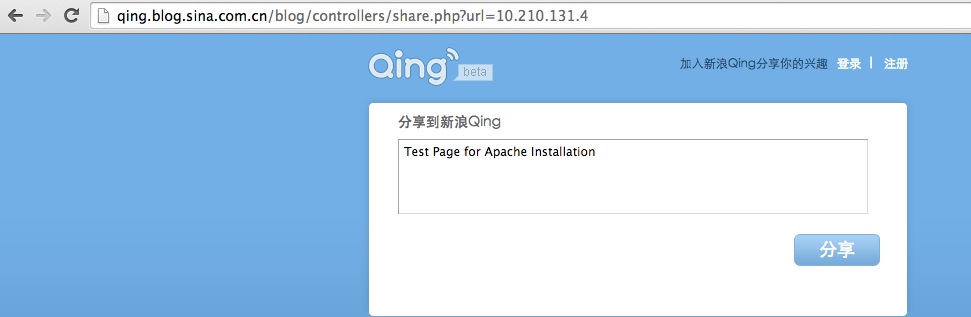 qing.blog.sina.com.cn/blog/controllers/share.php?url=10.210.131.4
Qing beta
加入新浪Qing分享你的兴趣 登录 | 注册
分享到新浪Qing
Test Page for Apache Installation
分享